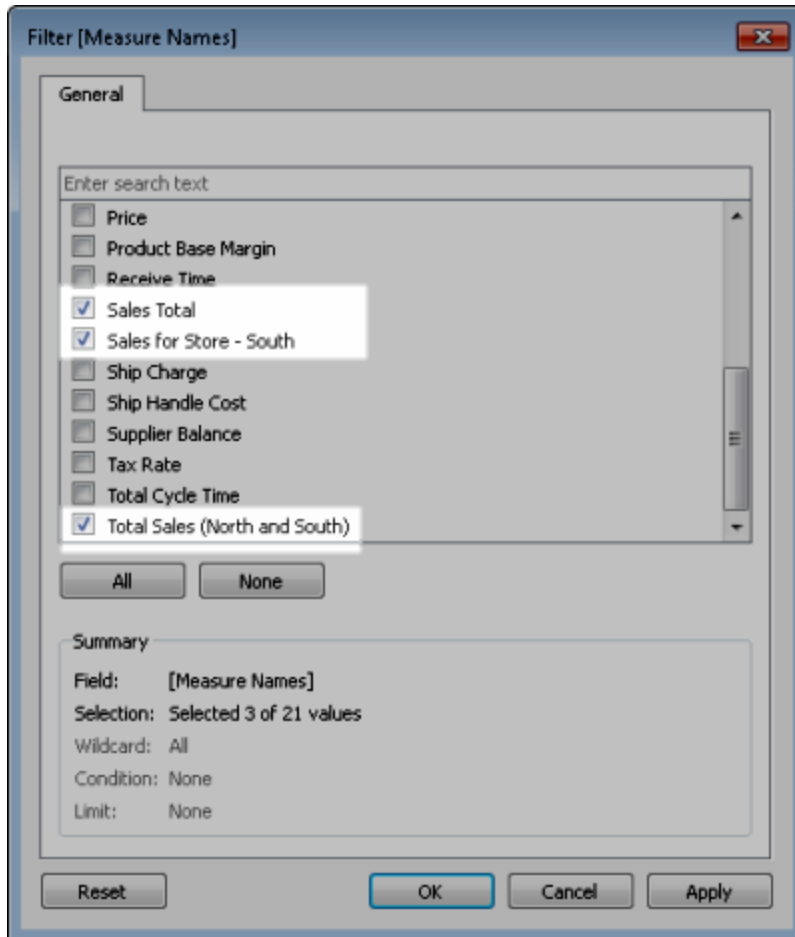 Filter [Measure Names]
General
Enter search text
Price
Product Base Margin
Receive Time
Sales Total
Sales for Store - South
Ship Charge
Ship Handle Cost
Supplier Balance
Tax Rate
Total Cycle Time
Total Sales (North and South)
All None
Summary
Field: [Measure Names]
Selection: Selected 3 of 21 values
Wildcard: All
Condition: None
Limit: None
Reset OK Cancel Apply